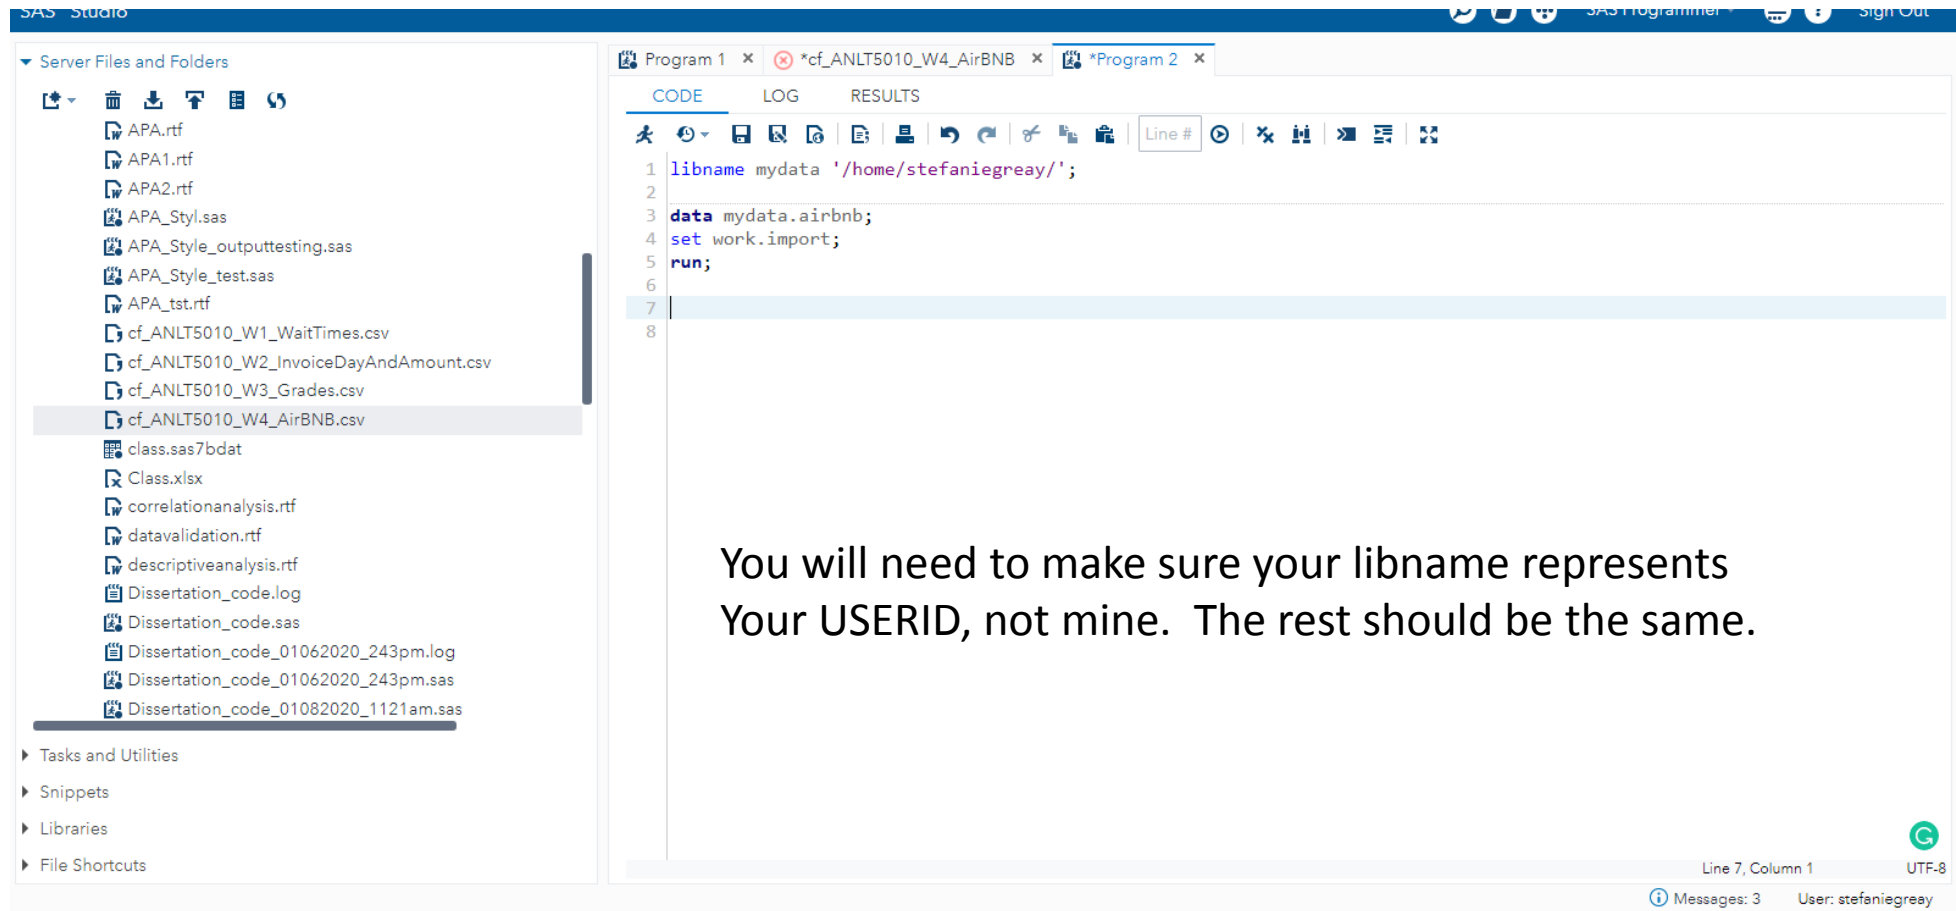 SAS® Studio
SAS Programmer
Sign Out
Server Files and Folders
APA.rtf
APA1.rtf
APA2.rtf
APA_Styl.sas
APA_Style_outputtesting.sas
APA_Style_test.sas
APA_tst.rtf
cf_ANLT5010_W1_WaitTimes.csv
cf_ANLT5010_W2_InvoiceDayAndAmount.csv
cf_ANLT5010_W3_Grades.csv
cf_ANLT5010_W4_AirBNB.csv
class.sas7bdat
Class.xlsx
correlationanalysis.rtf
datavalidation.rtf
descriptiveanalysis.rtf
Dissertation_code.log
Dissertation_code.sas
Dissertation_code_01062020_243pm.log
Dissertation_code_01062020_243pm.sas
Dissertation_code_01082020_1121am.sas
Tasks and Utilities
Snippets
Libraries
File Shortcuts
Program 1 *cf_ANLT5010_W4_AirBNB *Program 2
CODE LOG RESULTS
Line #
1 libname mydata '/home/stefaniegreay/';
2
3 data mydata.airbnb;
4 set work.import;
5 run;
6
7
8
You will need to make sure your libname represents
Your USERID, not mine. The rest should be the same.
Line 7, Column 1 UTF-8
Messages: 3 User: stefaniegreay